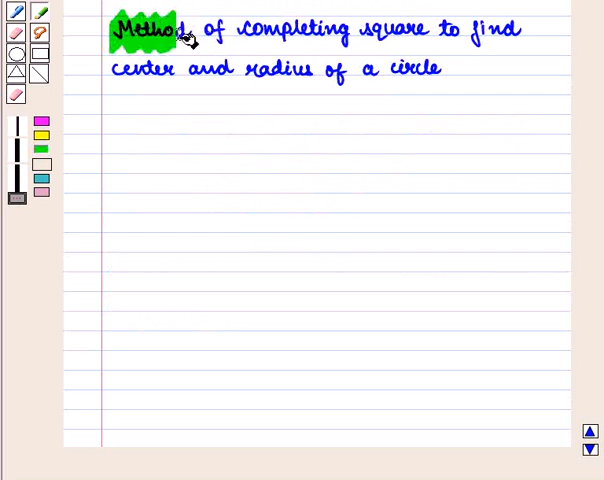 Method of completing square to find
center and radius of a circle